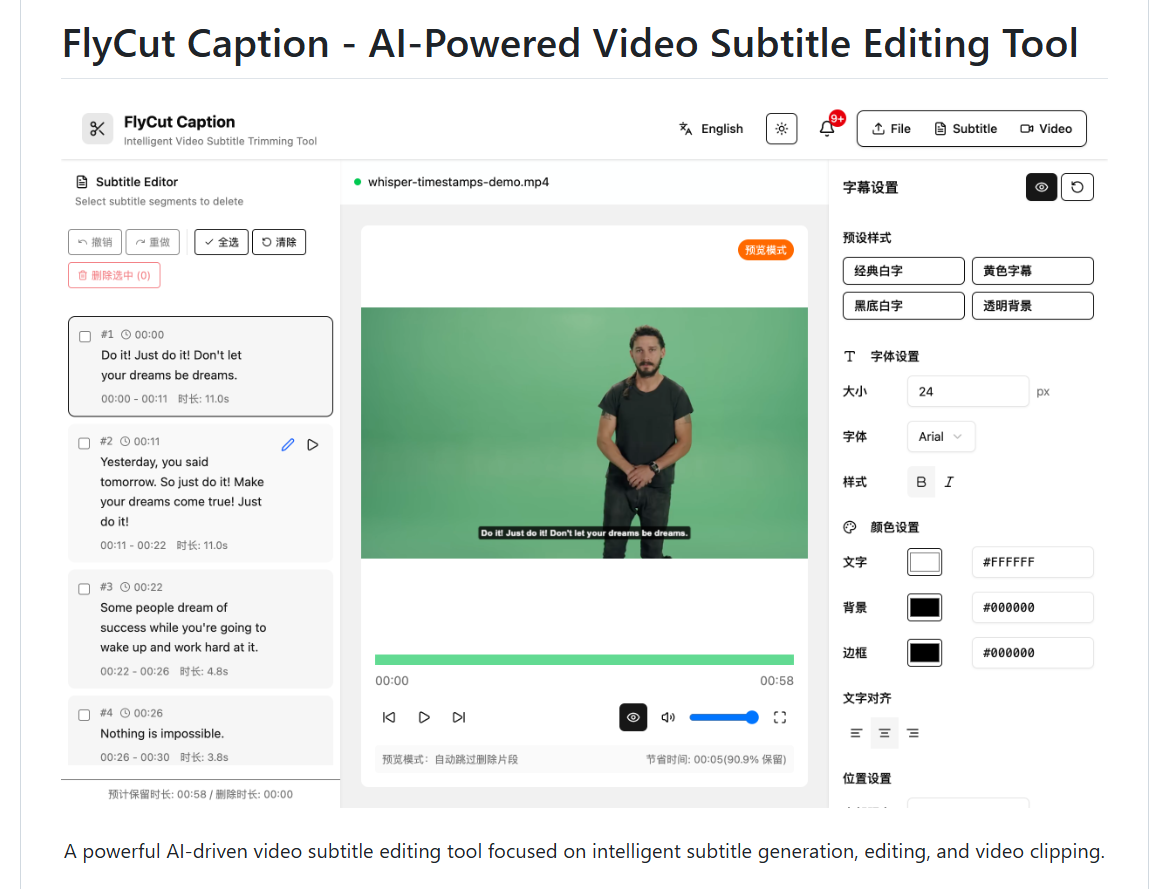 FlyCut Caption - AI-Powered Video Subtitle Editing Tool
FlyCut Caption
Intelligent Video Subtitle Trimming Tool
English
9+
File
Subtitle
Video
Subtitle Editor
Select subtitle segments to delete
撤销
重做
全选
清除
删除选中 (0)
#1 00:00
Do it! Just do it! Don't let
your dreams be dreams.
00:00 - 00:11 时长: 11.0s
#2 00:11
Yesterday, you said
tomorrow. So just do it! Make
your dreams come true! Just
do it!
00:11 - 00:22 时长: 11.0s
#3 00:22
Some people dream of
success while you're going to
wake up and work hard at it.
00:22 - 00:26 时长: 4.8s
#4 00:26
Nothing is impossible.
00:26 - 00:30 时长: 3.8s
预计保留时长: 00:58 / 删除时长: 00:00
whisper-timestamps-demo.mp4
预览模式
Do it! Just do it! Don't let your dreams be dreams.
00:00
00:58
预览模式: 自动跳过删除片段
节省时间: 00:05(90.9% 保留)
字幕设置
预设样式
经典白字
黄色字幕
黑底白字
透明背景
字体设置
大小
24
px
字体
Arial
样式
B
I
颜色设置
文字
#FFFFFF
背景
#000000
边框
#000000
文字对齐
位置设置
A powerful AI-driven video subtitle editing tool focused on intelligent subtitle generation, editing, and video clipping.